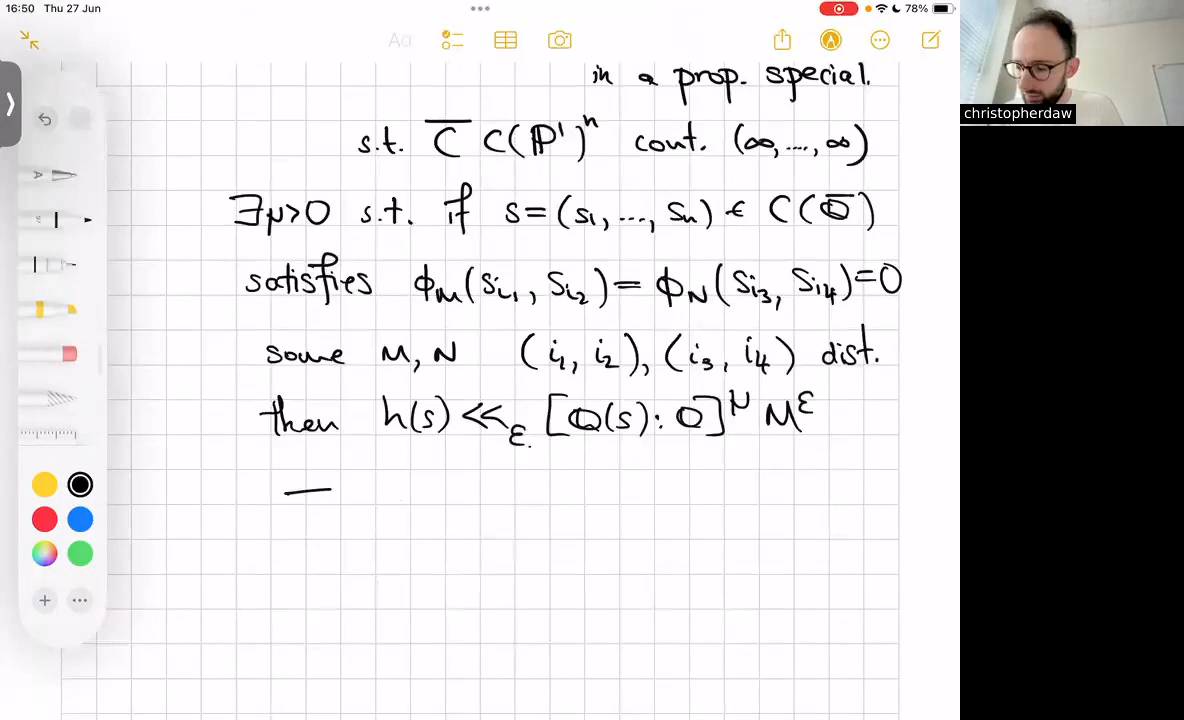 16:50 Thu 27 Jun
78%
Aa
christopherdaw
in a prop. special.
s.t. C̅ ⊂ (ℙ¹)ⁿ cont. (∞, ..., ∞)
∃μ>0 s.t. if s = (s₁, ..., sₙ) ∈ C(ℚ̅)
satisfies ϕ_M(s_{i₁}, s_{i₂}) = ϕ_N(s_{i₃}, s_{i₄}) = 0
some M, N (i₁, i₂), (i₃, i₄) dist.
then h(s) ≪_ε. [ℚ(s) : ℚ]^μ M^ε
—